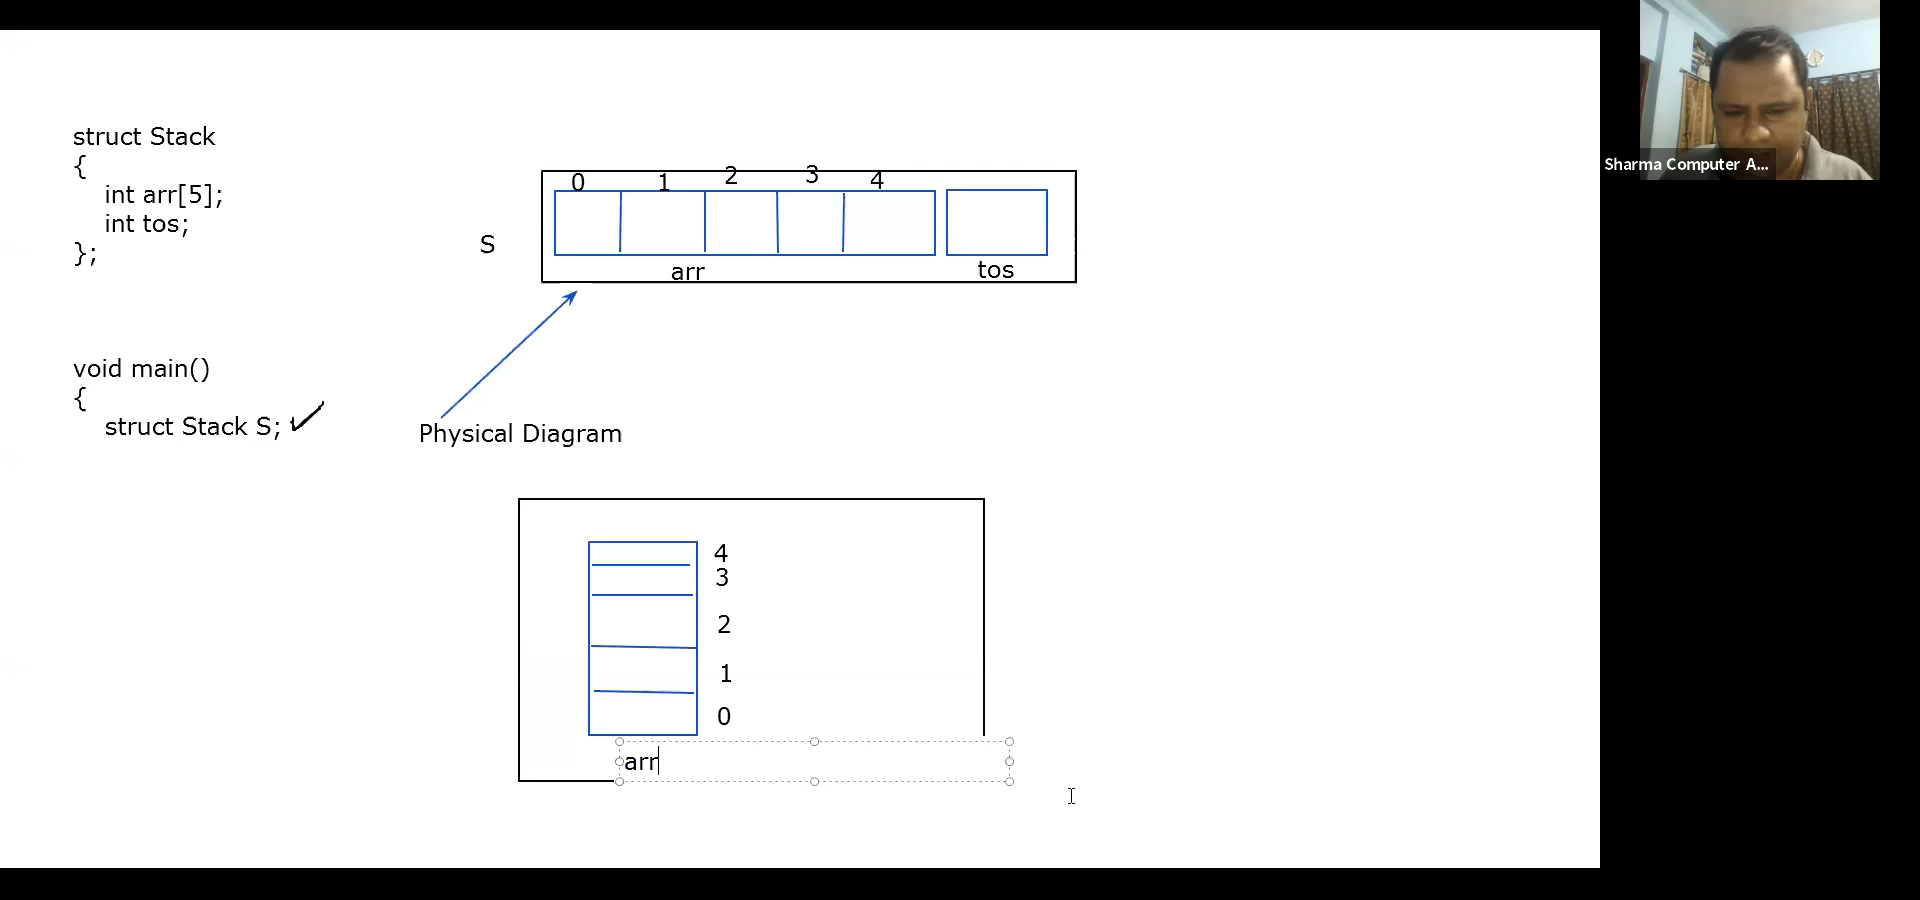 struct Stack
{
int arr[5];
int tos;
};
0 1 2 3 4
S
arr
tos
void main()
{
struct Stack S;
Physical Diagram
4
3
2
1
0
arr
Sharma Computer A...